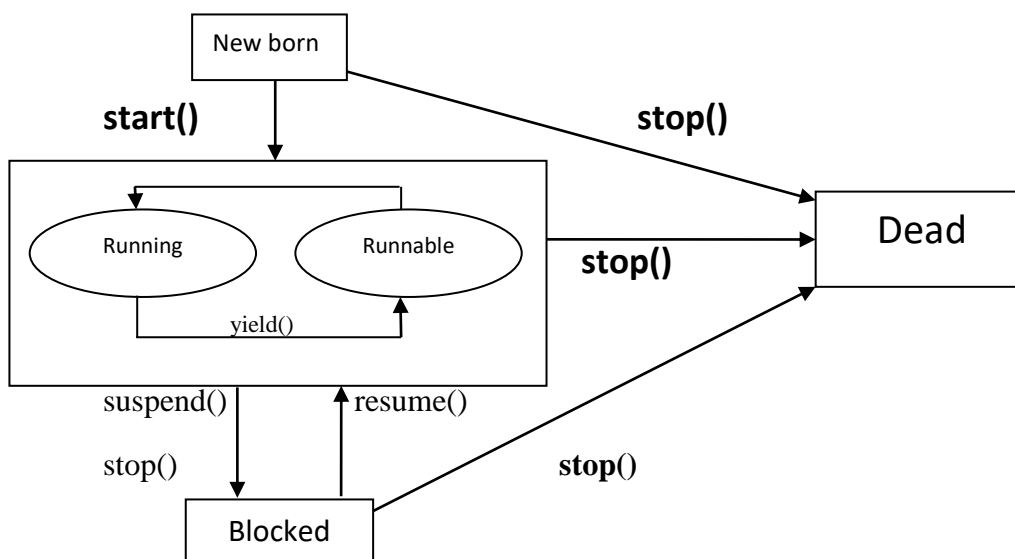 New born
start()
stop()
Running
Runnable
Dead
stop()
yield()
suspend()
resume()
stop()
stop()
Blocked